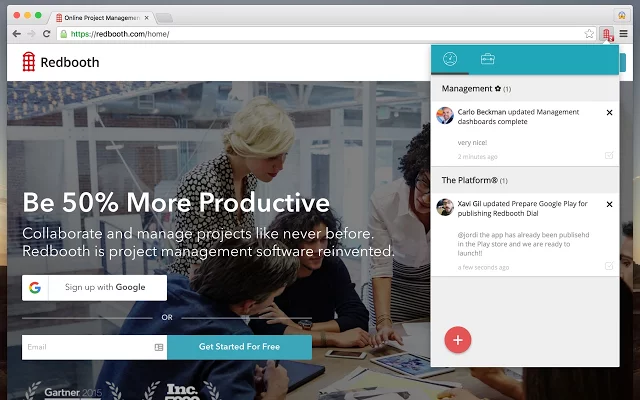 Online Project Management
https://redbooth.com/home/
Redbooth
Be 50% More Productive
Collaborate and manage projects like never before.
Redbooth is project management software reinvented.
Sign up with Google
OR
Email
Get Started For Free
Gartner 2015
Inc.
5000
Management ✿ (1)
Carlo Beckman updated Management
dashboards complete
very nice!
2 minutes ago
The Platform® (1)
Xavi Gil updated Prepare Google Play for
publishing Redbooth Dial
@jordi the app has already been publisehd
in the Play store and we are ready to
launch!!
a few seconds ago